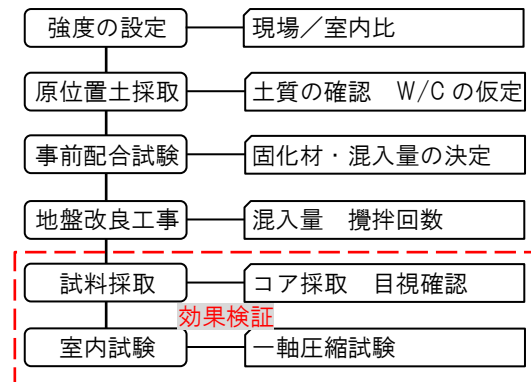 強度の設定 現場／室内比
原位置土採取 土質の確認 W/Cの仮定
事前配合試験 固化材・混入量の決定
地盤改良工事 混入量 攪拌回数
試料採取 コア採取 目視確認
効果検証
室内試験 一軸圧縮試験